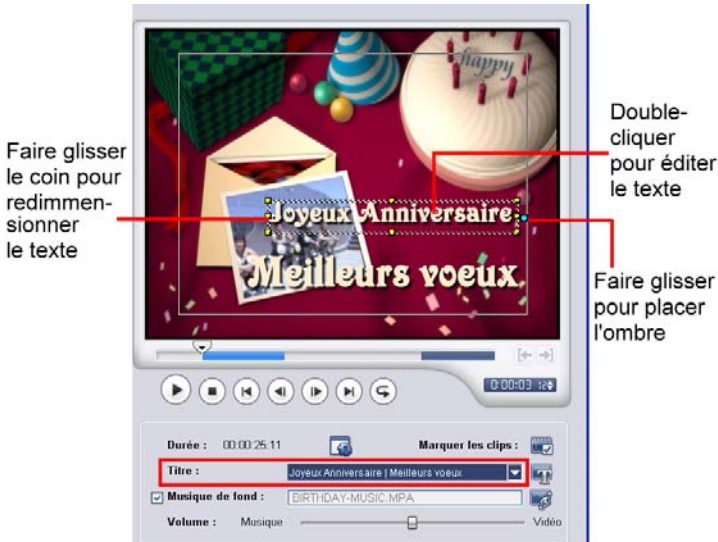 happy
Double-
cliquer
pour éditer
le texte
Faire glisser
le coin pour
redimmen-
sionner
le texte
Joyeux Anniversaire
Meilleurs voeux
Faire glisser
pour placer
l'ombre
0:00:03 12
Durée : 00:00:25:11 Marquer les clips :
Titre : Joyeux Anniversaire | Meilleurs voeux
Musique de fond : BIRTHDAY-MUSIC.MPA
Volume : Musique Vidéo